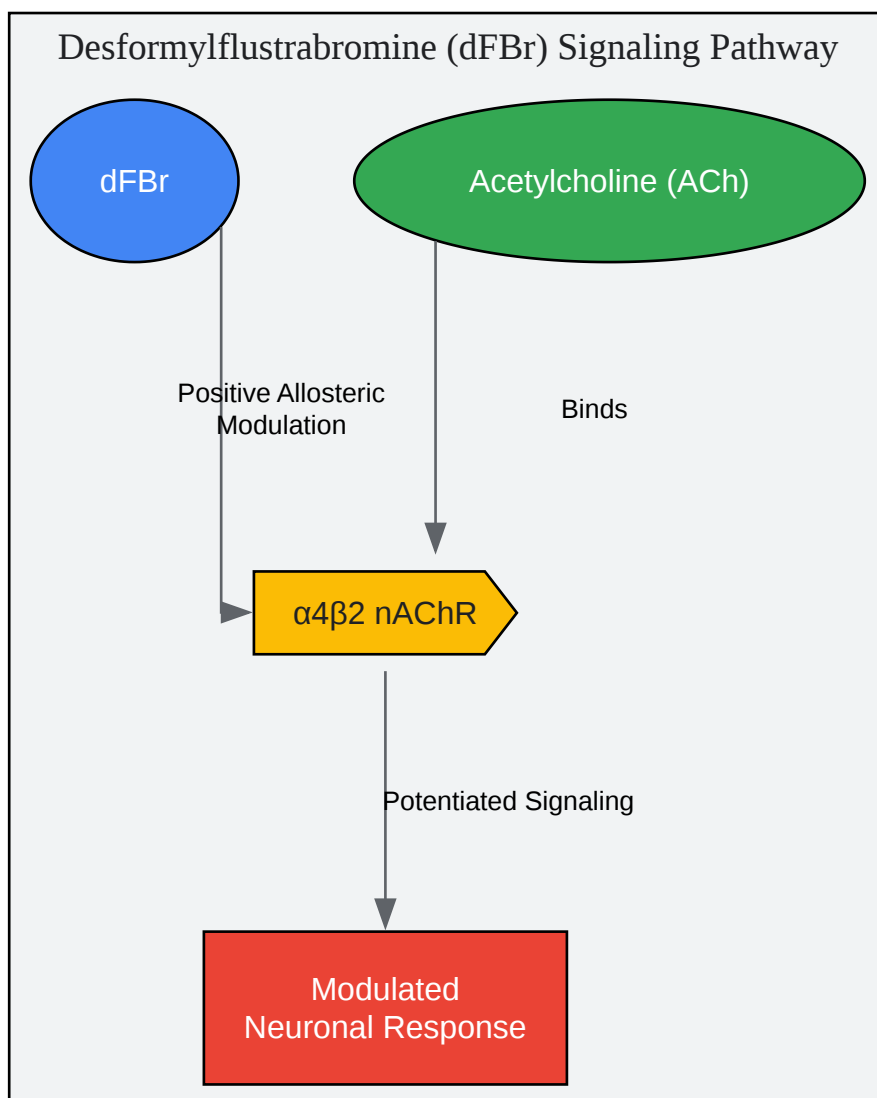 Desformylflustrabromine (dFBr) Signaling Pathway
dFBr
Acetylcholine (ACh)
Positive Allosteric
Modulation
Binds
α4β2 nAChR
Potentiated Signaling
Modulated
Neuronal Response